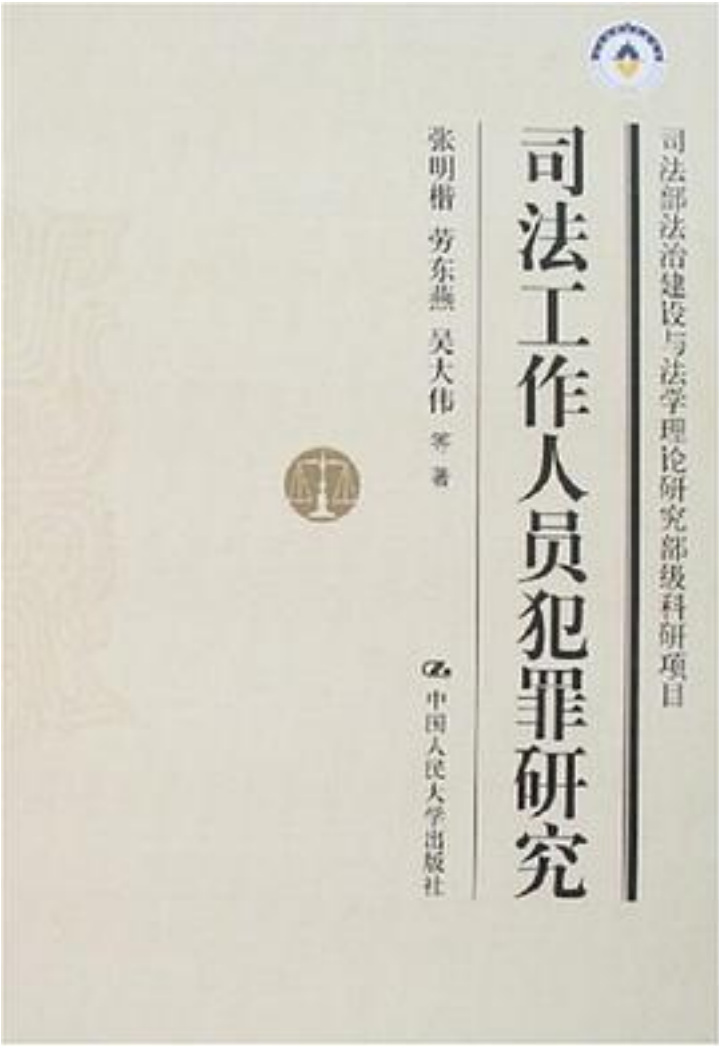 司法部法治建设与法学理论研究部级科研项目
司法工作人员犯罪研究
张明楷 劳东燕 吴大伟 等 著
中国人民大学出版社